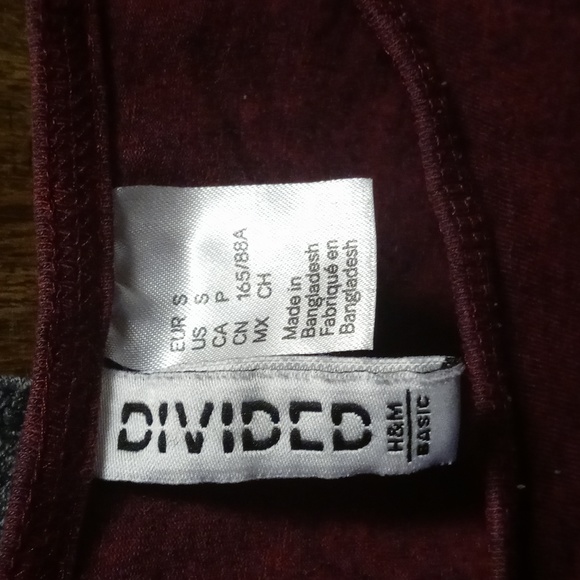 EUR S
US S
CA P
CN 165/88A
MX CH
Made in
Bangladesh
Fabriqué en
Bangladesh
DIVIDED
H&M
BASIC